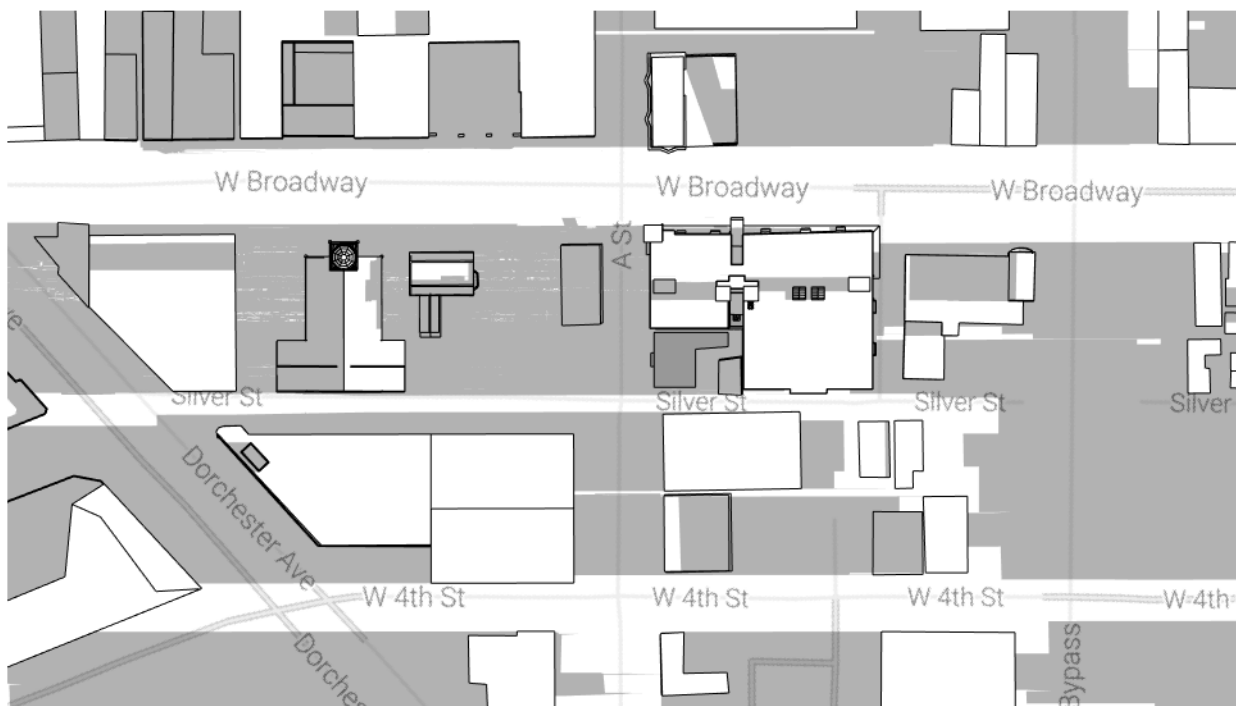 W Broadway
W Broadway
W Broadway
A St
Silver St
Silver St
Silver St
Silver
Dorchester Ave
W 4th St
W 4th St
W 4th St
W 4th
Dorches
Bypass